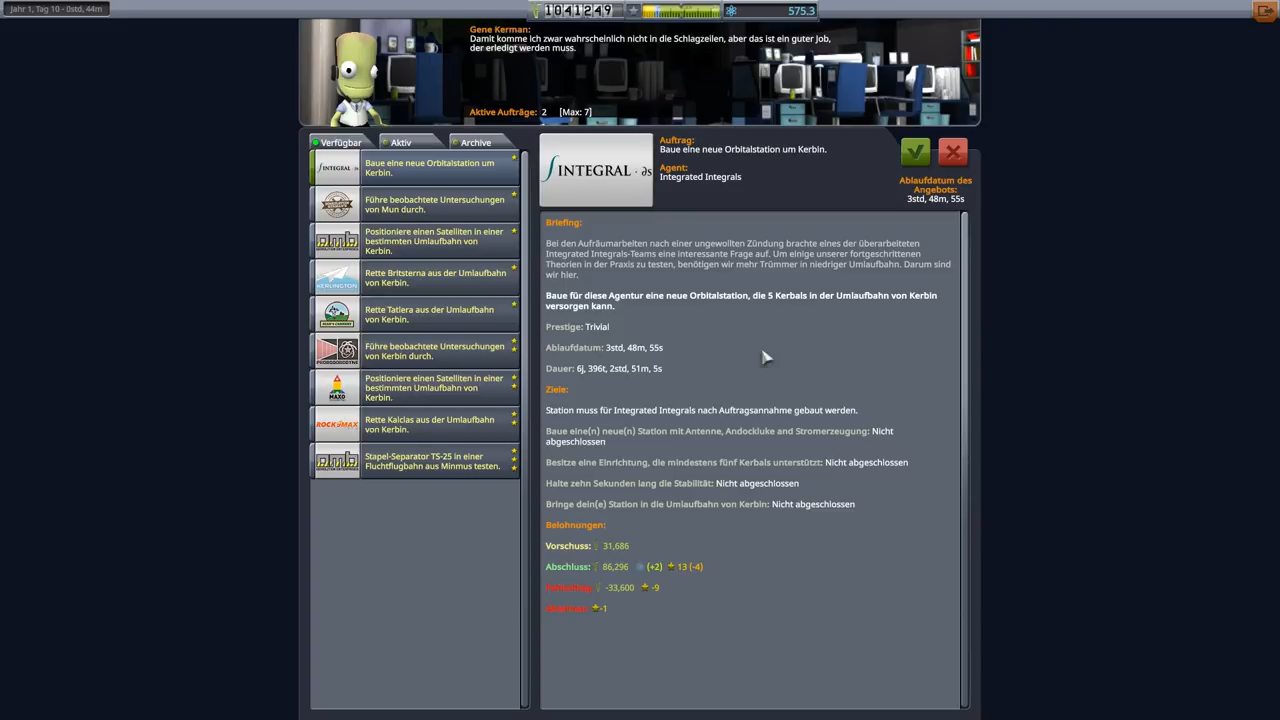 Jahr 1, Tag 10 - 0std, 44m
1041249
575.3
Gene Kerman:
Damit komme ich zwar wahrscheinlich nicht in die Schlagzeilen, aber das ist ein guter Job,
der erledigt werden muss.
Aktive Aufträge: 2 [Max: 7]
Verfügbar
Aktiv
Archive
INTEGRAL ∂s
Baue eine neue Orbitalstation um
Kerbin.
Führe beobachtete Untersuchungen
von Mun durch.
Positioniere einen Satelliten in einer
bestimmten Umlaufbahn von
Kerbin.
KERLINGTON
Rette Britsterna aus der Umlaufbahn
von Kerbin.
Rette Tatlera aus der Umlaufbahn
von Kerbin.
Führe beobachtete Untersuchungen
von Kerbin durch.
MAXO
Positioniere einen Satelliten in einer
bestimmten Umlaufbahn von
Kerbin.
ROCKOMAX
Rette Kalclas aus der Umlaufbahn
von Kerbin.
Stapel-Separator TS-25 in einer
Fluchtflugbahn aus Minmus testen.
∫INTEGRAL · ∂s
Auftrag:
Baue eine neue Orbitalstation um Kerbin.
Agent:
Integrated Integrals
Ablaufdatum des
Angebots:
3std, 48m, 55s
Briefing:
Bei den Aufräumarbeiten nach einer ungewollten Zündung brachte eines der überarbeiteten
Integrated Integrals-Teams eine interessante Frage auf. Um einige unserer fortgeschrittenen
Theorien in der Praxis zu testen, benötigen wir mehr Trümmer in niedriger Umlaufbahn. Darum sind
wir hier.
Baue für diese Agentur eine neue Orbitalstation, die 5 Kerbals in der Umlaufbahn von Kerbin
versorgen kann.
Prestige: Trivial
Ablaufdatum: 3std, 48m, 55s
Dauer: 6j, 396t, 2std, 51m, 5s
Ziele:
Station muss für Integrated Integrals nach Auftragsannahme gebaut werden.
Baue eine(n) neue(n) Station mit Antenne, Andockluke and Stromerzeugung: Nicht
abgeschlossen
Besitze eine Einrichtung, die mindestens fünf Kerbals unterstützt: Nicht abgeschlossen
Halte zehn Sekunden lang die Stabilität: Nicht abgeschlossen
Bringe dein(e) Station in die Umlaufbahn von Kerbin: Nicht abgeschlossen
Belohnungen:
Vorschuss: 31,686
Abschluss: 86,296 (+2) 13 (-4)
-33,600 -9
-1